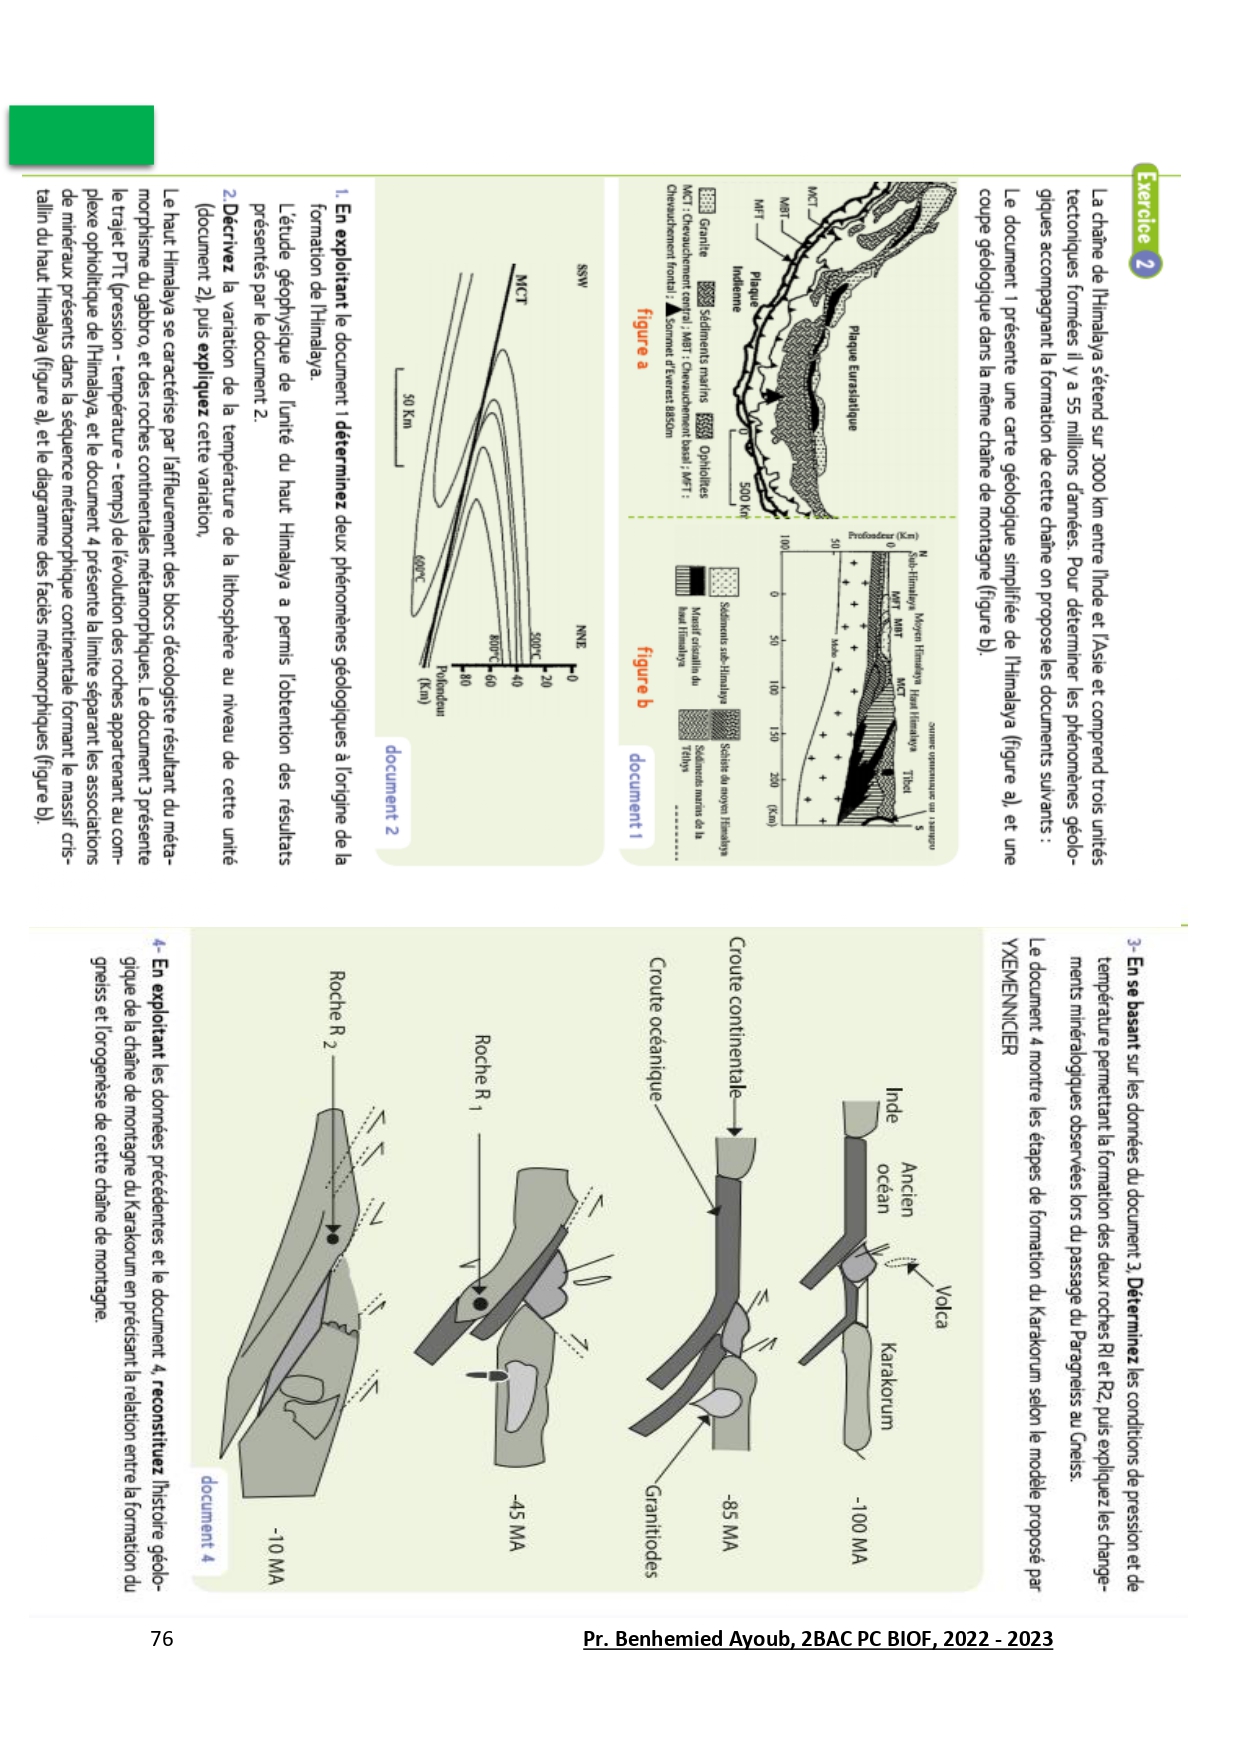 Exercice 2
La chaîne de l'Himalaya s'étend sur 3000 km entre l'Inde et l'Asie et comprend trois unités
tectoniques formées il y a 55 millions d'années. Pour déterminer les phénomènes géolo-
giques accompagnant la formation de cette chaîne on propose les documents suivants :
Le document 1 présente une carte géologique simplifiée de l'Himalaya (figure a), et une
coupe géologique dans la même chaîne de montagne (figure b).
Plaque Eurasiatique
MCT
MBT
MFT
Plaque
Indienne
0
500 Km
Granite
Sédiments marins
Ophiolites
MCT : Chevauchement central ; MBT : Chevauchement basal ; MFT :
Chevauchement frontal ; Sommet d'Everest 8850m
figure a
N
Sub-Himalaya
Moyen Himalaya
Haut Himalaya
Tibet
S
MFT
MBT
MCT
Profondeur (Km)
0
50
100
Moho
0
50
100
150
200
(Km)
Sédiments sub-Himalaya
Schiste du moyen Himalaya
Massif cristallin du
haut Himalaya
Sédiments marins de la
Téthys
figure b
document 1
SSW
NNE
MCT
0
20
40
60
80
500°C
800°C
600°C
Pofondeur
(Km)
50 Km
document 2
1. En exploitant le document 1 déterminez deux phénomènes géologiques à l'origine de la
formation de l'Himalaya.
L'étude géophysique de l'unité du haut Himalaya a permis l'obtention des résultats
présentés par le document 2.
2. Décrivez la variation de la température de la lithosphère au niveau de cette unité
(document 2), puis expliquez cette variation,
Le haut Himalaya se caractérise par l'affleurement des blocs d'écologiste résultant du méta-
morphisme du gabbro, et des roches continentales métamorphiques. Le document 3 présente
le trajet PTt (pression - température - temps) de l'évolution des roches appartenant au com-
plexe ophiolitique de l'Himalaya, et le document 4 présente la limite séparant les associations
de minéraux présents dans la séquence métamorphique continentale formant le massif cris-
tallin du haut Himalaya (figure a), et le diagramme des faciès métamorphiques (figure b).
3- En se basant sur les données du document 3, Déterminez les conditions de pression et de
température permettant la formation des deux roches RI et R2, puis expliquez les change-
ments minéralogiques observées lors du passage du Paragneiss au Gneiss.
Le document 4 montre les étapes de formation du Karakorum selon le modèle proposé par
YXEMENNICIER
Inde
Ancien
océan
Volca
Karakorum
-100 MA
Croute continentale
Croute océanique
Granitiodes
-85 MA
Roche R 1
-45 MA
Roche R 2
-10 MA
document 4
4- En exploitant les données précédentes et le document 4, reconstituez l'histoire géolo-
gique de la chaîne de montagne du Karakorum en précisant la relation entre la formation du
gneiss et l'orogenèse de cette chaîne de montagne.
76
Pr. Benhemied Ayoub, 2BAC PC BIOF, 2022 - 2023